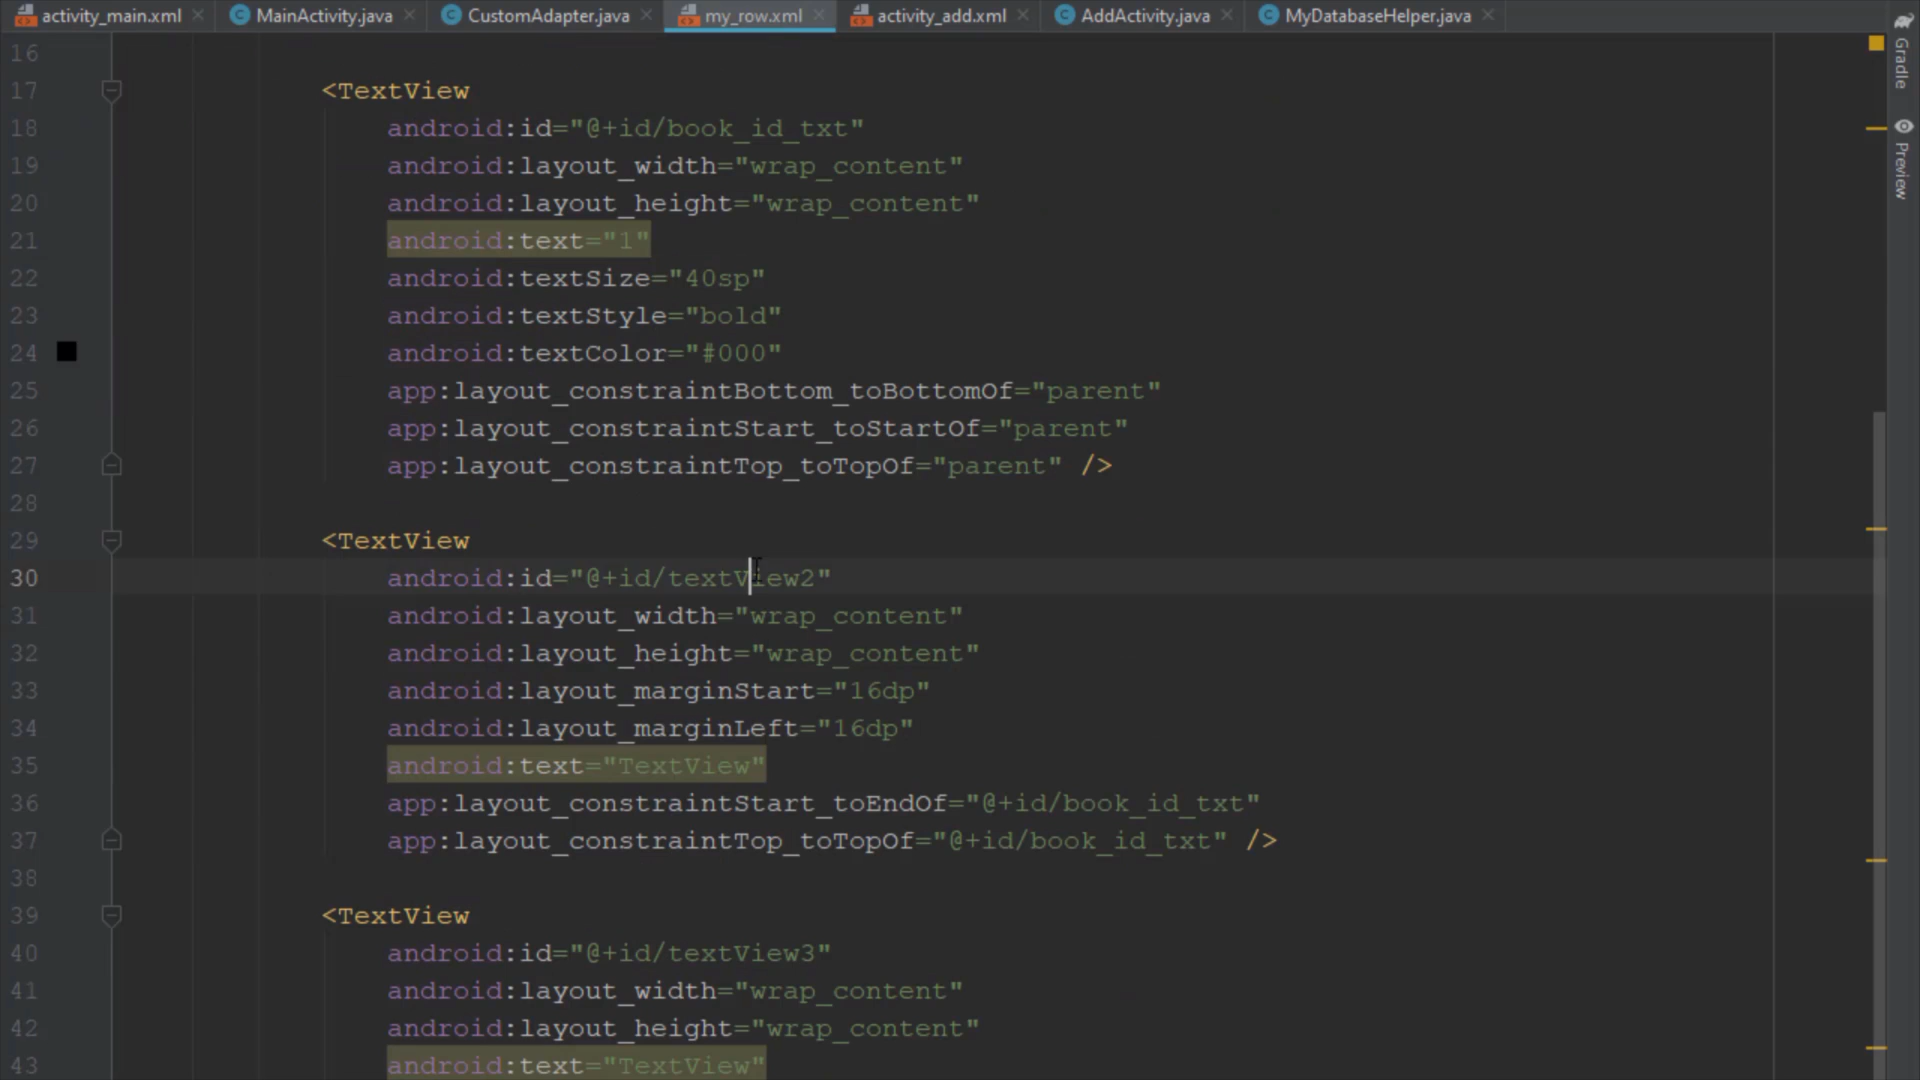 activity_main.xml MainActivity.java CustomAdapter.java my_row.xml activity_add.xml AddActivity.java MyDatabaseHelper.java
Gradle
Preview
16
17 <TextView
18 android:id="@+id/book_id_txt"
19 android:layout_width="wrap_content"
20 android:layout_height="wrap_content"
21 android:text="1"
22 android:textSize="40sp"
23 android:textStyle="bold"
24 android:textColor="#000"
25 app:layout_constraintBottom_toBottomOf="parent"
26 app:layout_constraintStart_toStartOf="parent"
27 app:layout_constraintTop_toTopOf="parent" />
28
29 <TextView
30 android:id="@+id/textView2"
31 android:layout_width="wrap_content"
32 android:layout_height="wrap_content"
33 android:layout_marginStart="16dp"
34 android:layout_marginLeft="16dp"
35 android:text="TextView"
36 app:layout_constraintStart_toEndOf="@+id/book_id_txt"
37 app:layout_constraintTop_toTopOf="@+id/book_id_txt" />
38
39 <TextView
40 android:id="@+id/textView3"
41 android:layout_width="wrap_content"
42 android:layout_height="wrap_content"
43 android:text="TextView"